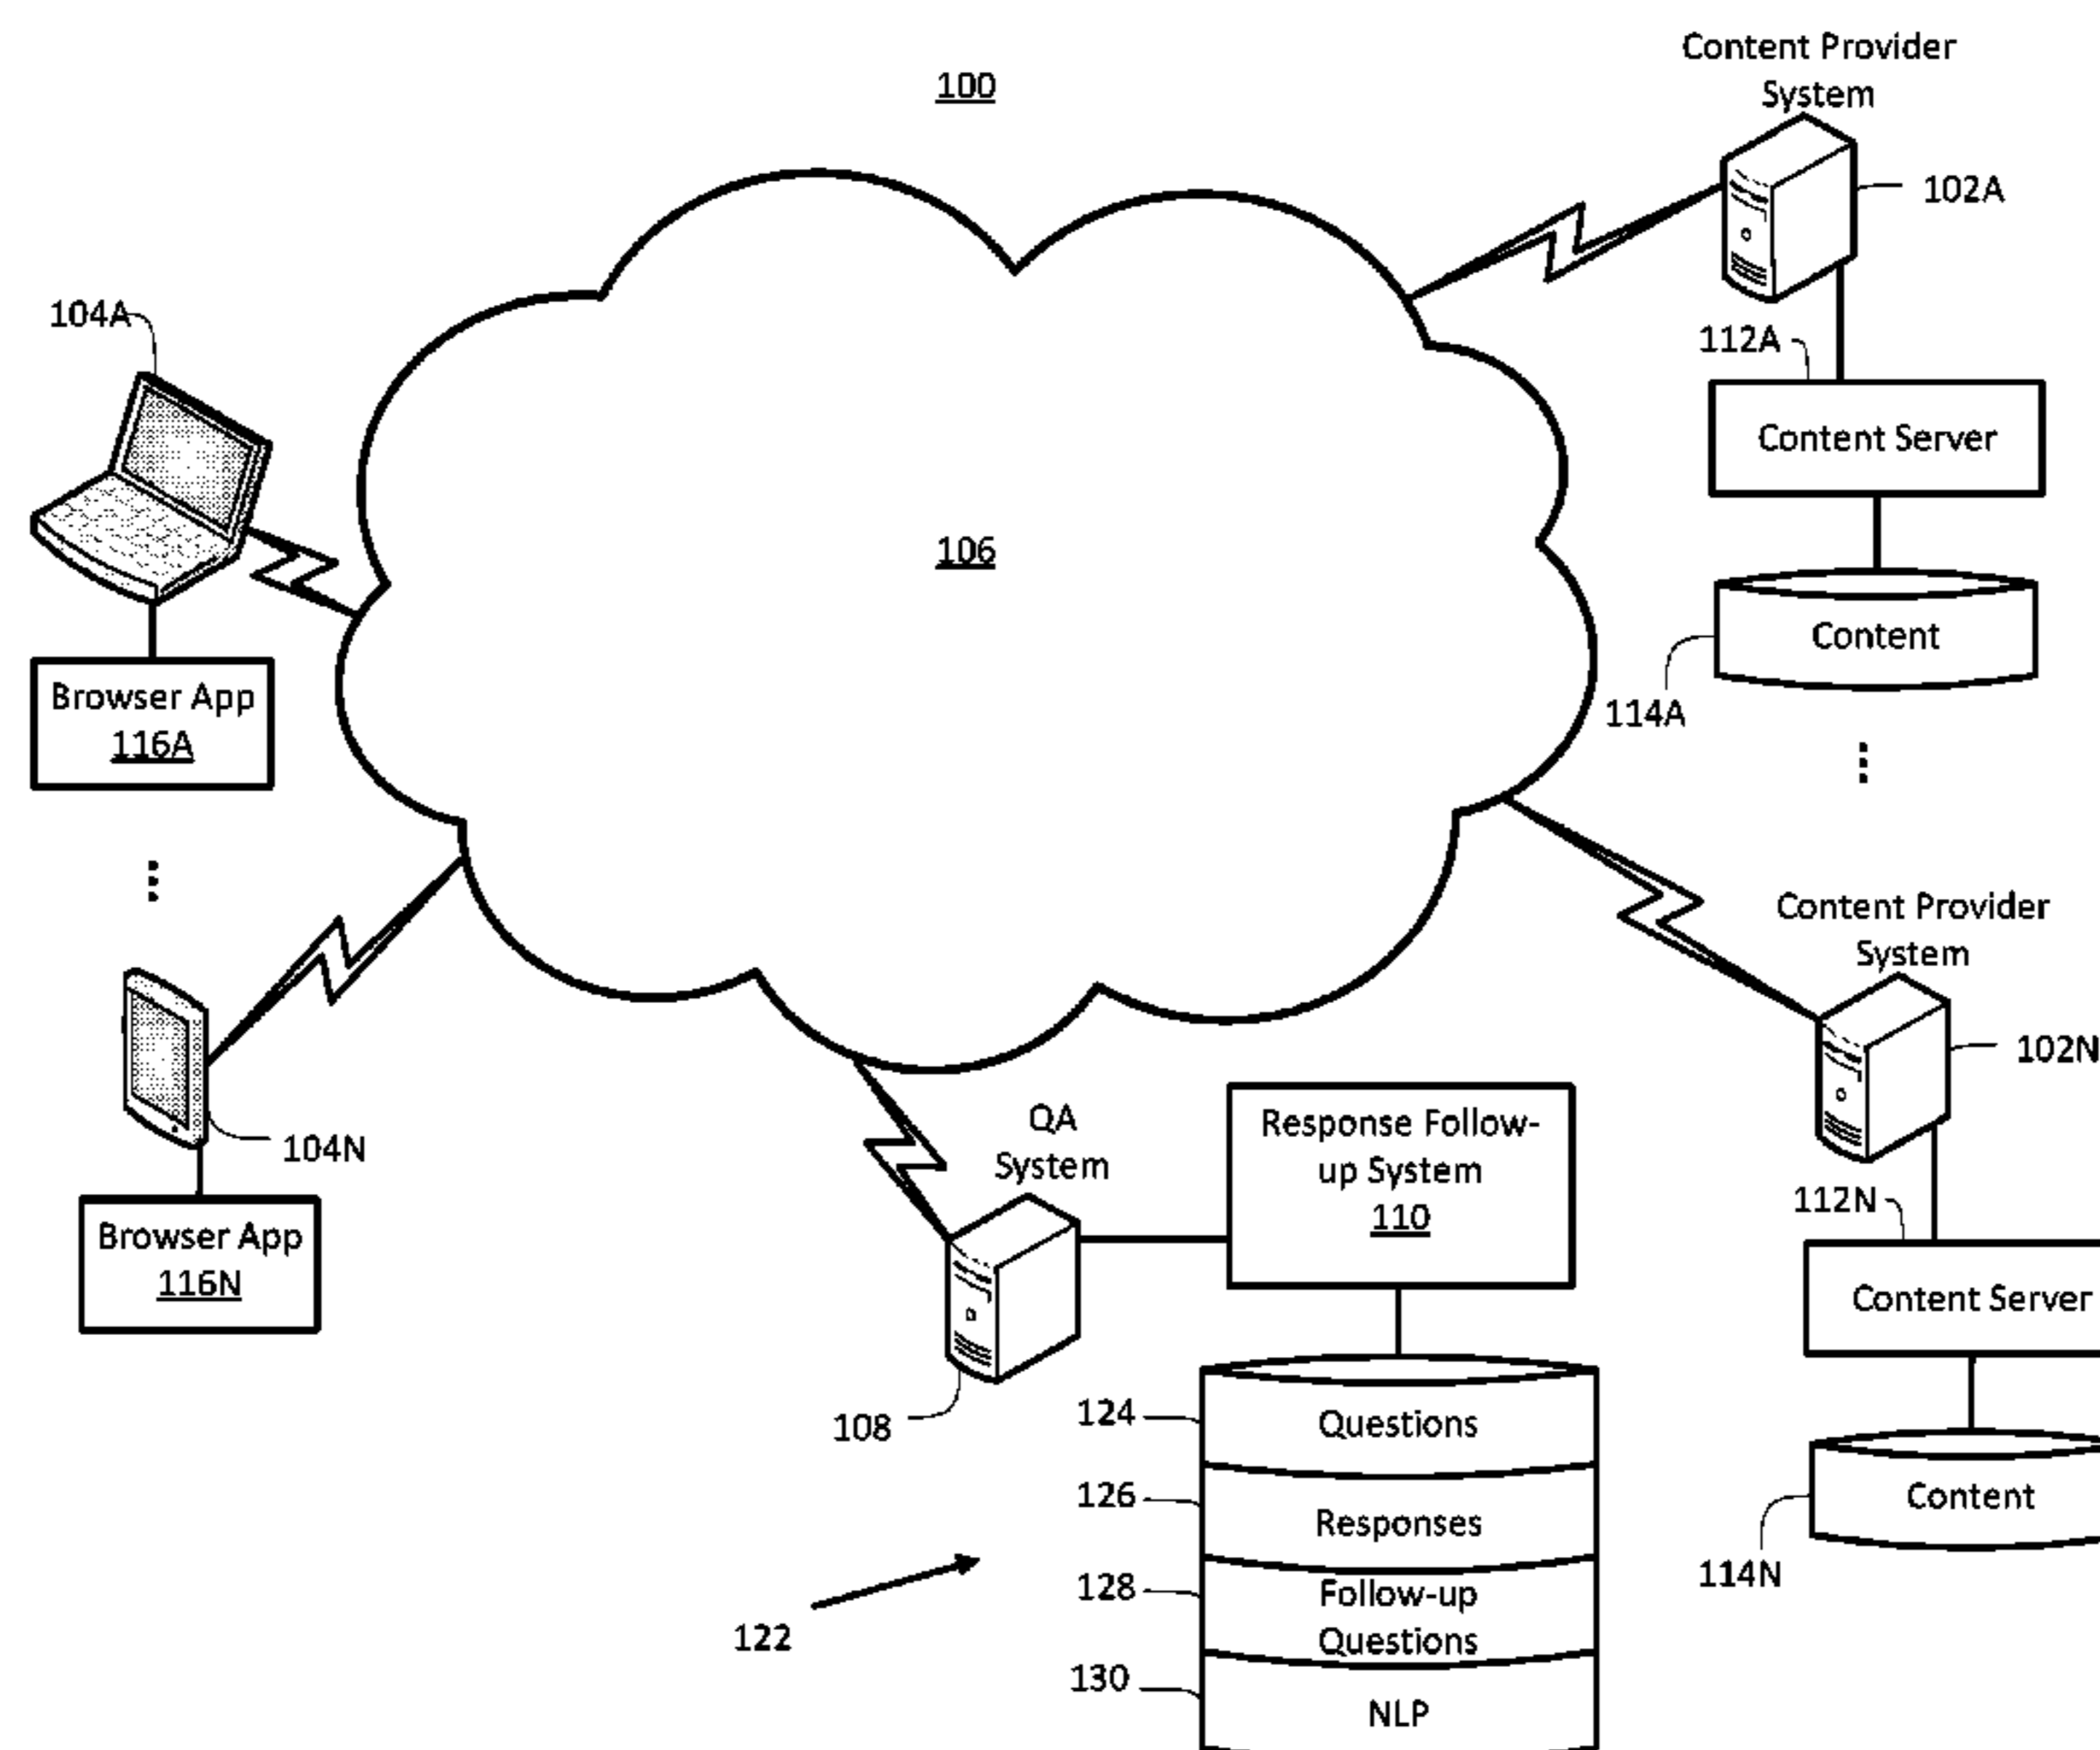 100
Content Provider
System
102A
112A
Content Server
Content
114A
104A
Browser App
116A
106
104N
Browser App
116N
Content Provider
System
102N
112N
Content Server
Content
114N
QA
System
108
Response Follow-
up System
110
122
124
Questions
126
Responses
128
Follow-up
Questions
130
NLP